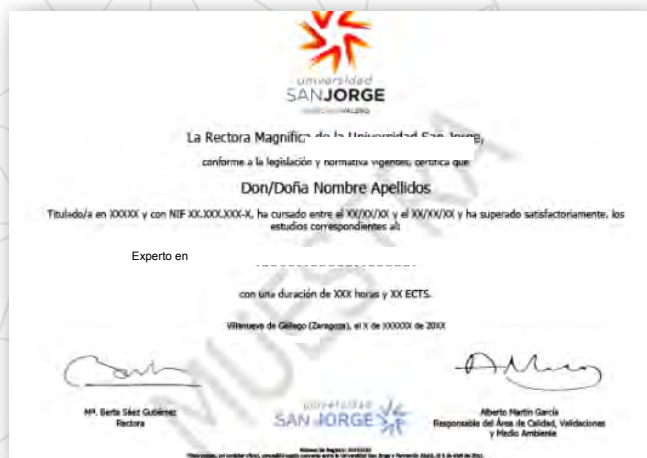 universidad
SANJORGE
La Rectora Magnífica de la Universidad San Jorge,
conforme a la legislación y normativa vigentes, certifica que
Don/Doña Nombre Apellidos
Titulado/a en XXXXX y con NIF XX.XXX.XXX-X, ha cursado entre el XX/XX/XX y el XX/XX/XX y ha superado satisfactoriamente, los
estudios correspondientes al:
Experto en
con una duración de XXX horas y XX ECTS.
Villanueva de Gállego (Zaragoza), el X de XXXXXX de 20XX
MUESTRA
Mª. Berta Sáez Gutiérrez
Rectora
universidad
SANJORGE
Alberto Martín García
Responsable del Área de Calidad, Validaciones
y Medio Ambiente